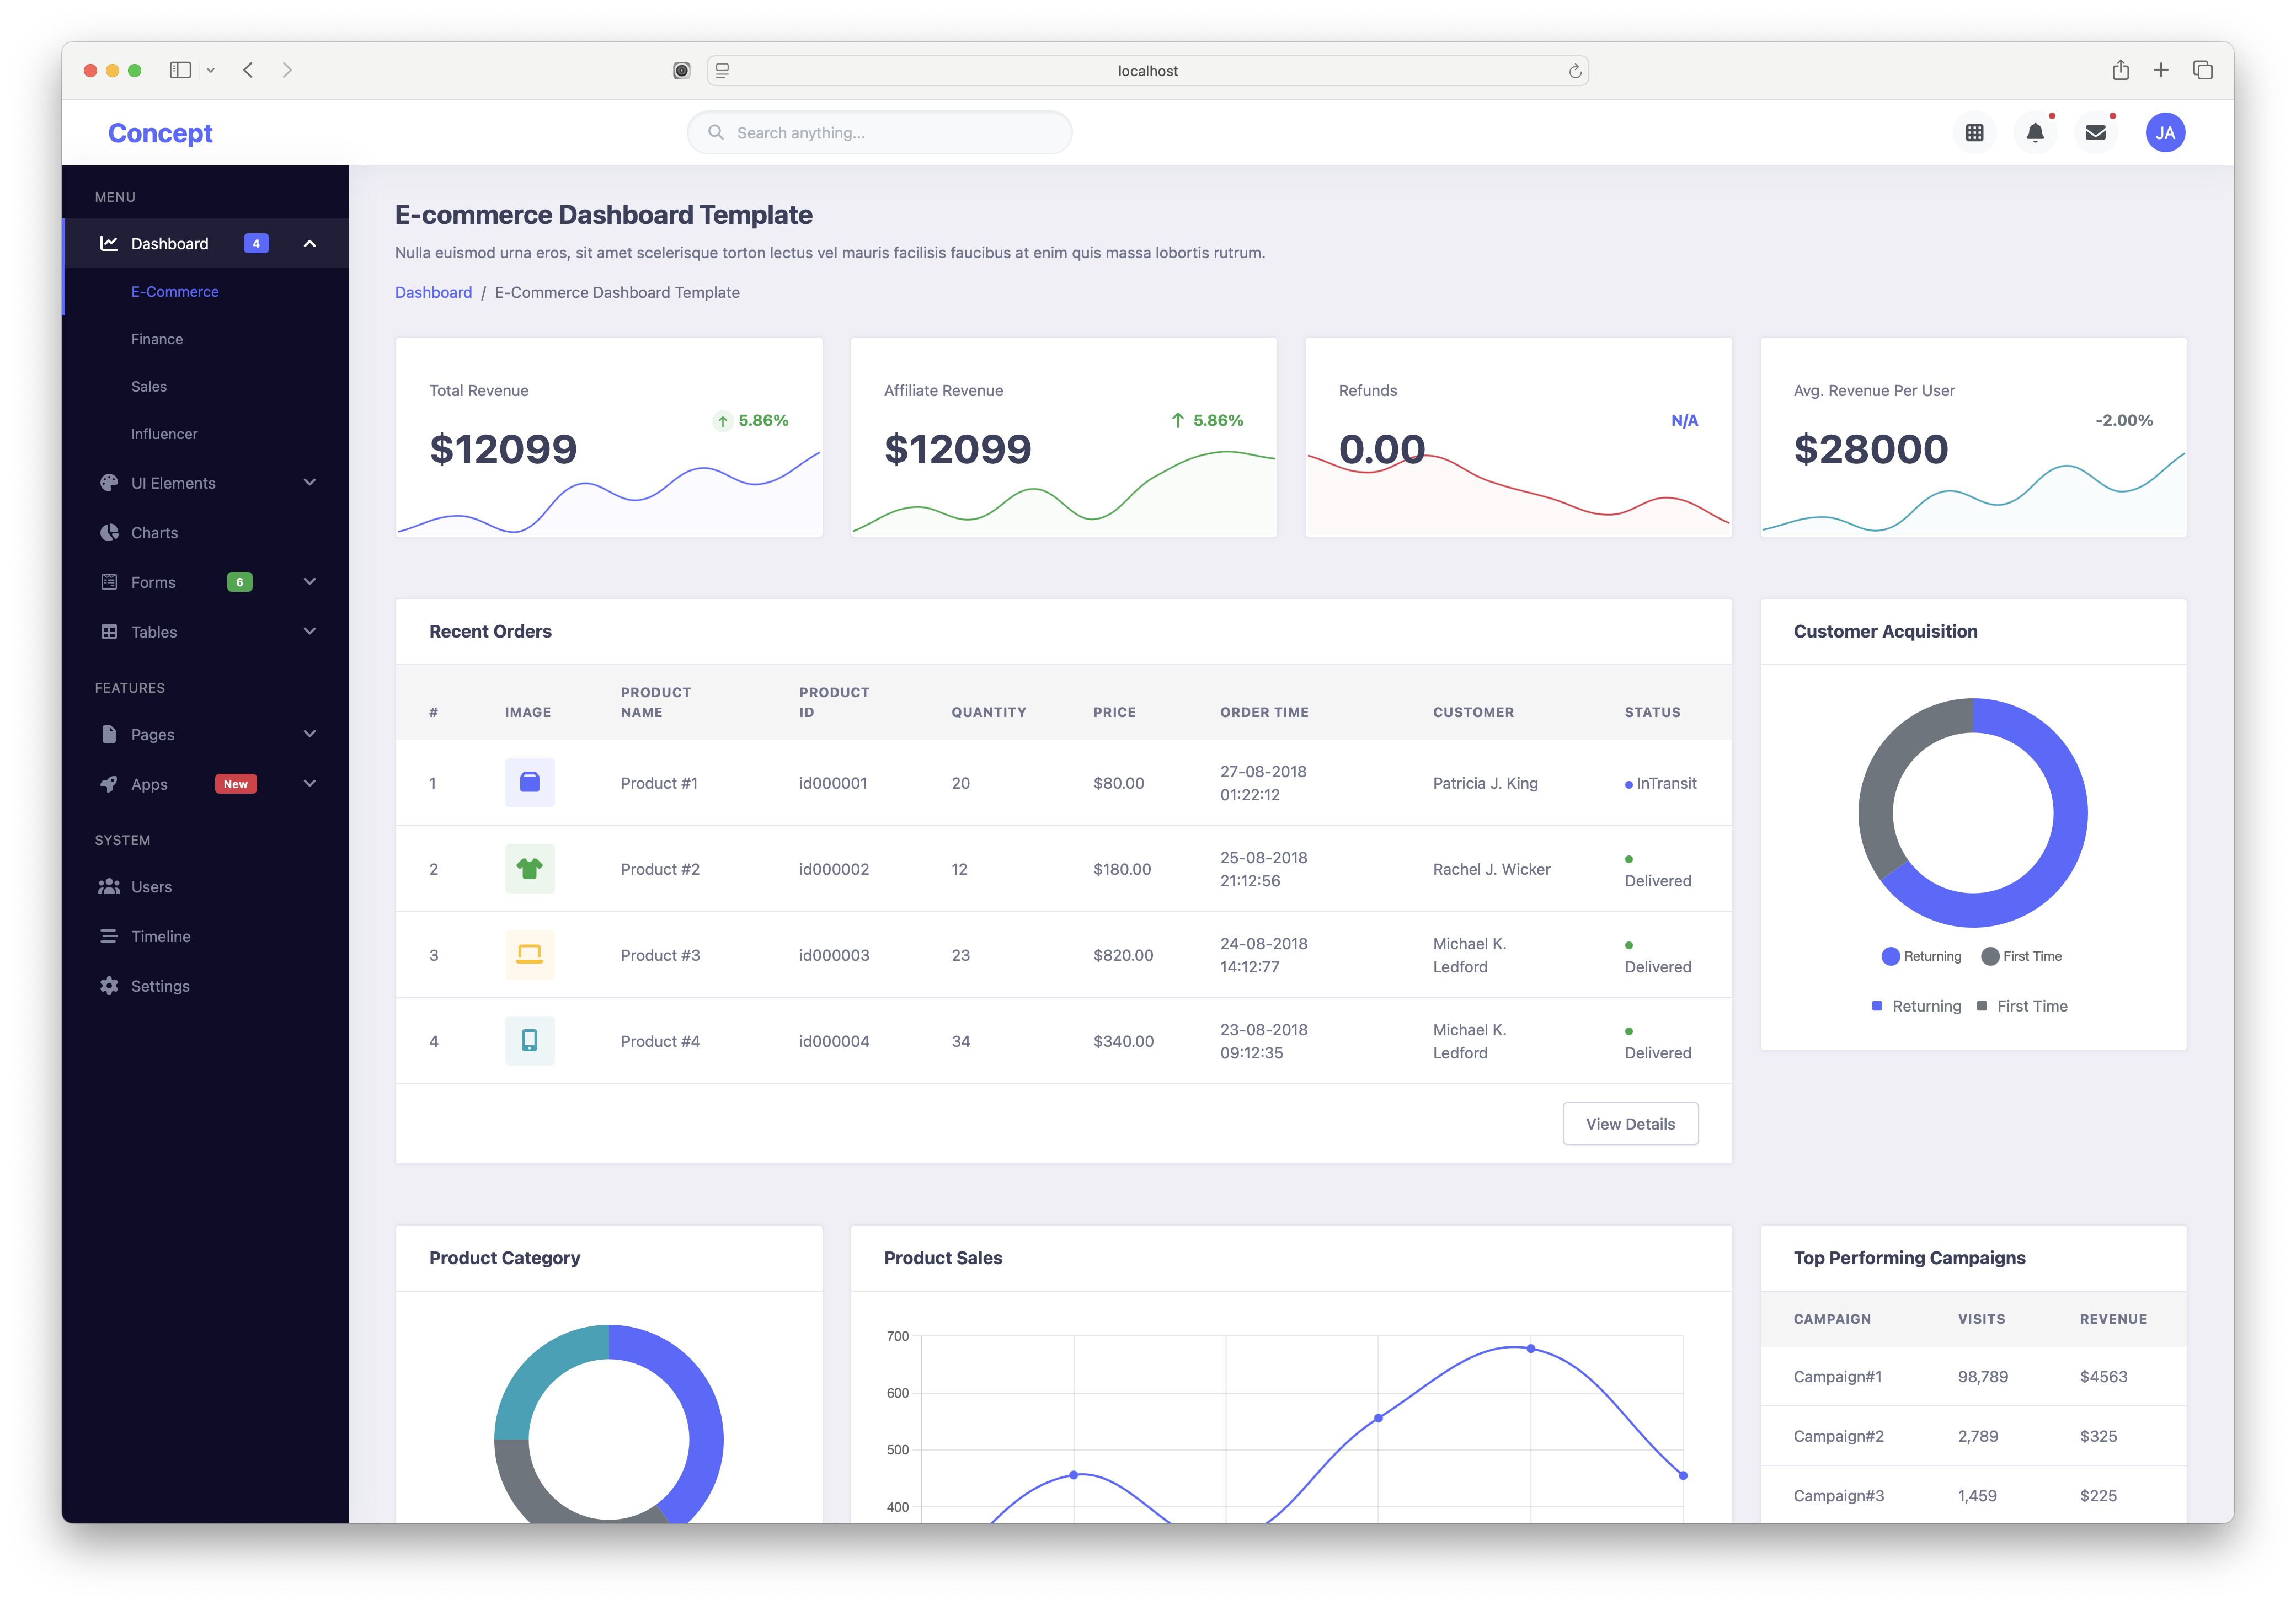 localhost
Concept
Search anything...
JA
MENU
Dashboard 4
E-Commerce
Finance
Sales
Influencer
UI Elements
Charts
Forms 6
Tables
FEATURES
Pages
Apps New
SYSTEM
Users
Timeline
Settings
E-commerce Dashboard Template
Nulla euismod urna eros, sit amet scelerisque torton lectus vel mauris facilisis faucibus at enim quis massa lobortis rutrum.
Dashboard / E-Commerce Dashboard Template
Total Revenue
5.86%
$12099
Affiliate Revenue
5.86%
$12099
Refunds
N/A
0.00
Avg. Revenue Per User
-2.00%
$28000
Recent Orders
# IMAGE PRODUCT NAME PRODUCT ID QUANTITY PRICE ORDER TIME CUSTOMER STATUS
1 Product #1 id000001 20 $80.00 27-08-2018 01:22:12 Patricia J. King InTransit
2 Product #2 id000002 12 $180.00 25-08-2018 21:12:56 Rachel J. Wicker Delivered
3 Product #3 id000003 23 $820.00 24-08-2018 14:12:77 Michael K. Ledford Delivered
4 Product #4 id000004 34 $340.00 23-08-2018 09:12:35 Michael K. Ledford Delivered
View Details
Customer Acquisition
Returning First Time
Returning First Time
Product Category
Product Sales
700
600
500
400
Top Performing Campaigns
CAMPAIGN VISITS REVENUE
Campaign#1 98,789 $4563
Campaign#2 2,789 $325
Campaign#3 1,459 $225